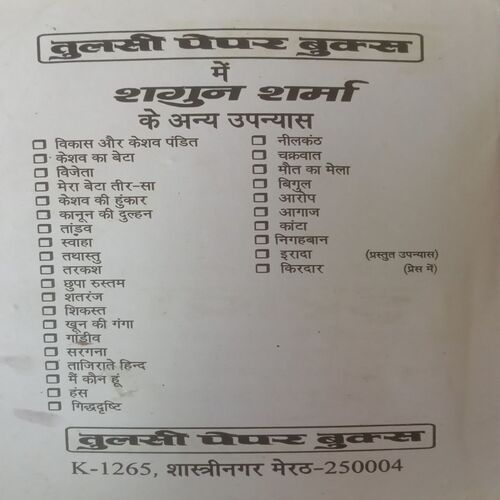 तुलसी पेपर बुक्स
में
शगुन शर्मा
के अन्य उपन्यास
विकास और केशव पंडित
केशव का बेटा
विजेता
मेरा बेटा तीर-सा
केशव की हुंकार
कानून की दुल्हन
तांडव
स्वाहा
तथास्तु
तरकश
छुपा रुस्तम
शतरंज
शिकस्त
खून की गंगा
गांडीव
सरगना
ताजिराते हिन्द
मैं कौन हूं
हंस
गिद्धदृष्टि
नीलकंठ
चक्रवात
मौत का मेला
बिगुल
आरोप
आगाज
कांटा
निगहबान
इरादा (प्रस्तुत उपन्यास)
किरदार (प्रेस में)
तुलसी पेपर बुक्स
K-1265, शास्त्रीनगर मेरठ-250004